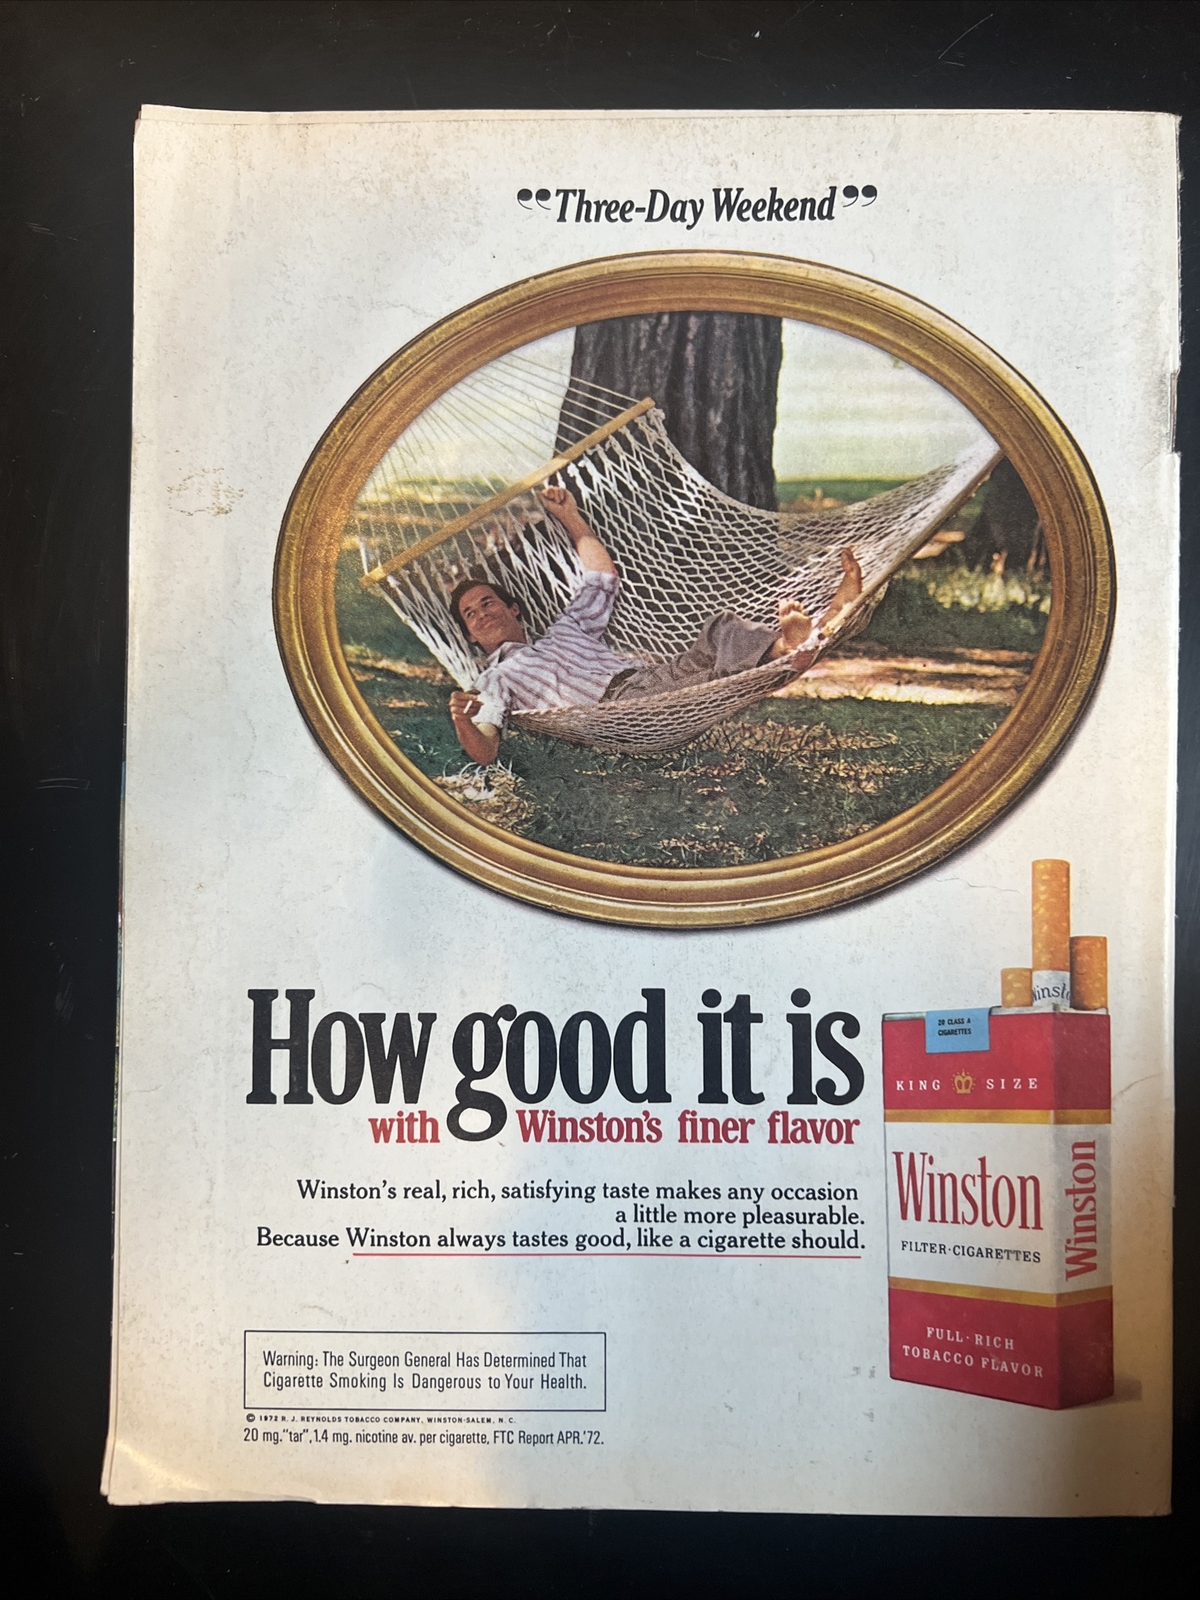 “Three-Day Weekend”
How good it is
with Winston's finer flavor
Winston's real, rich, satisfying taste makes any occasion
a little more pleasurable.
Because Winston always tastes good, like a cigarette should.
Warning: The Surgeon General Has Determined That
Cigarette Smoking Is Dangerous to Your Health.
© 1972 R. J. REYNOLDS TOBACCO COMPANY, WINSTON-SALEM, N. C.
20 mg. "tar", 1.4 mg. nicotine av. per cigarette, FTC Report APR.'72.
20 CLASS A
CIGARETTES
KING SIZE
Winston
FILTER·CIGARETTES
FULL·RICH
TOBACCO FLAVOR
Winston